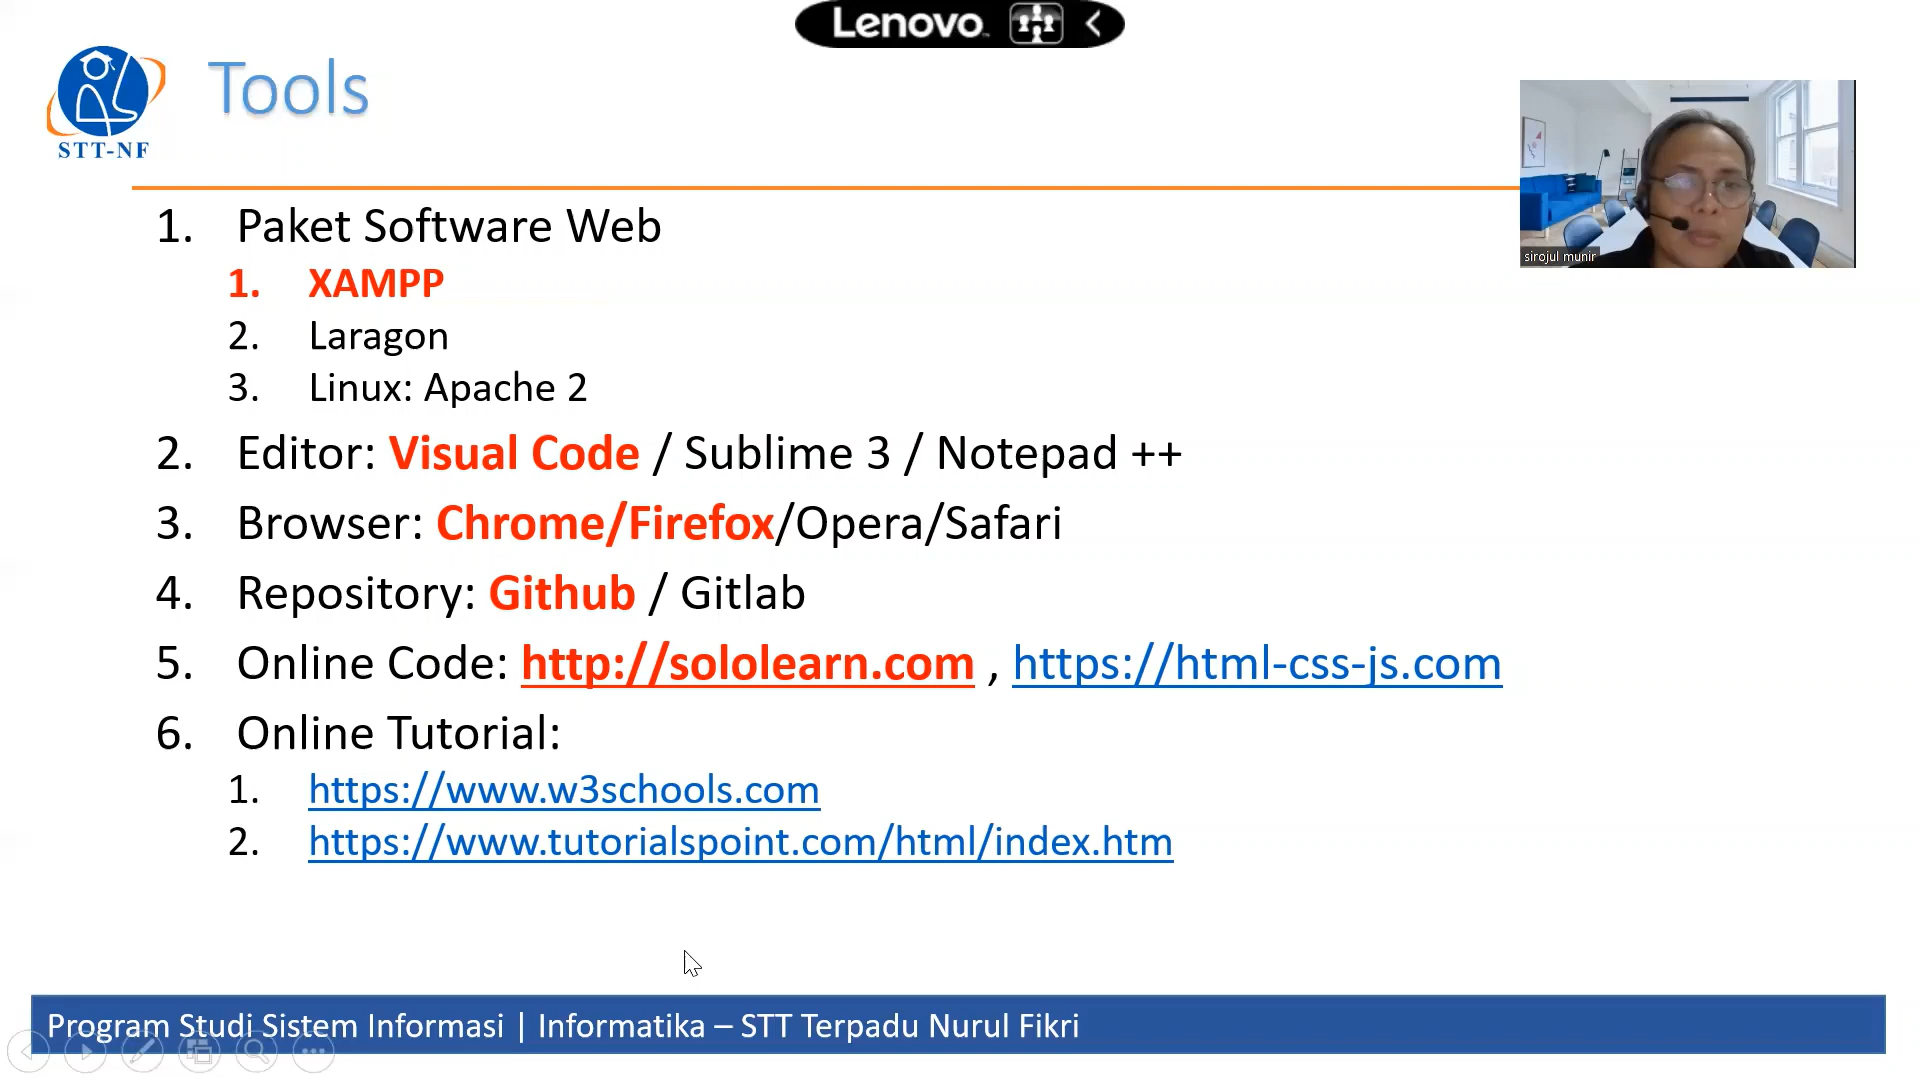 Lenovo
STT-NF
Tools
sirojul munir
1. Paket Software Web
1. XAMPP
2. Laragon
3. Linux: Apache 2
2. Editor: Visual Code / Sublime 3 / Notepad ++
3. Browser: Chrome/Firefox/Opera/Safari
4. Repository: Github / Gitlab
5. Online Code: http://sololearn.com , https://html-css-js.com
6. Online Tutorial:
1. https://www.w3schools.com
2. https://www.tutorialspoint.com/html/index.htm
Program Studi Sistem Informasi | Informatika – STT Terpadu Nurul Fikri